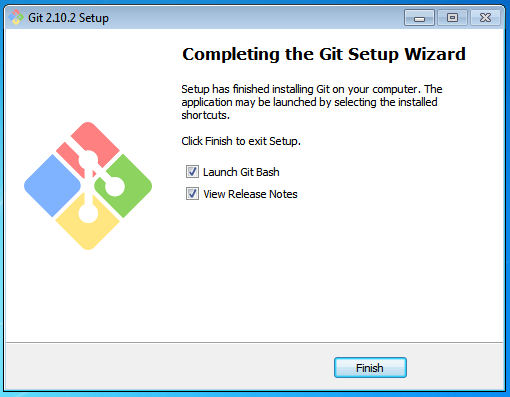 Git 2.10.2 Setup
Completing the Git Setup Wizard
Setup has finished installing Git on your computer. The
application may be launched by selecting the installed
shortcuts.
Click Finish to exit Setup.
Launch Git Bash
View Release Notes
Finish